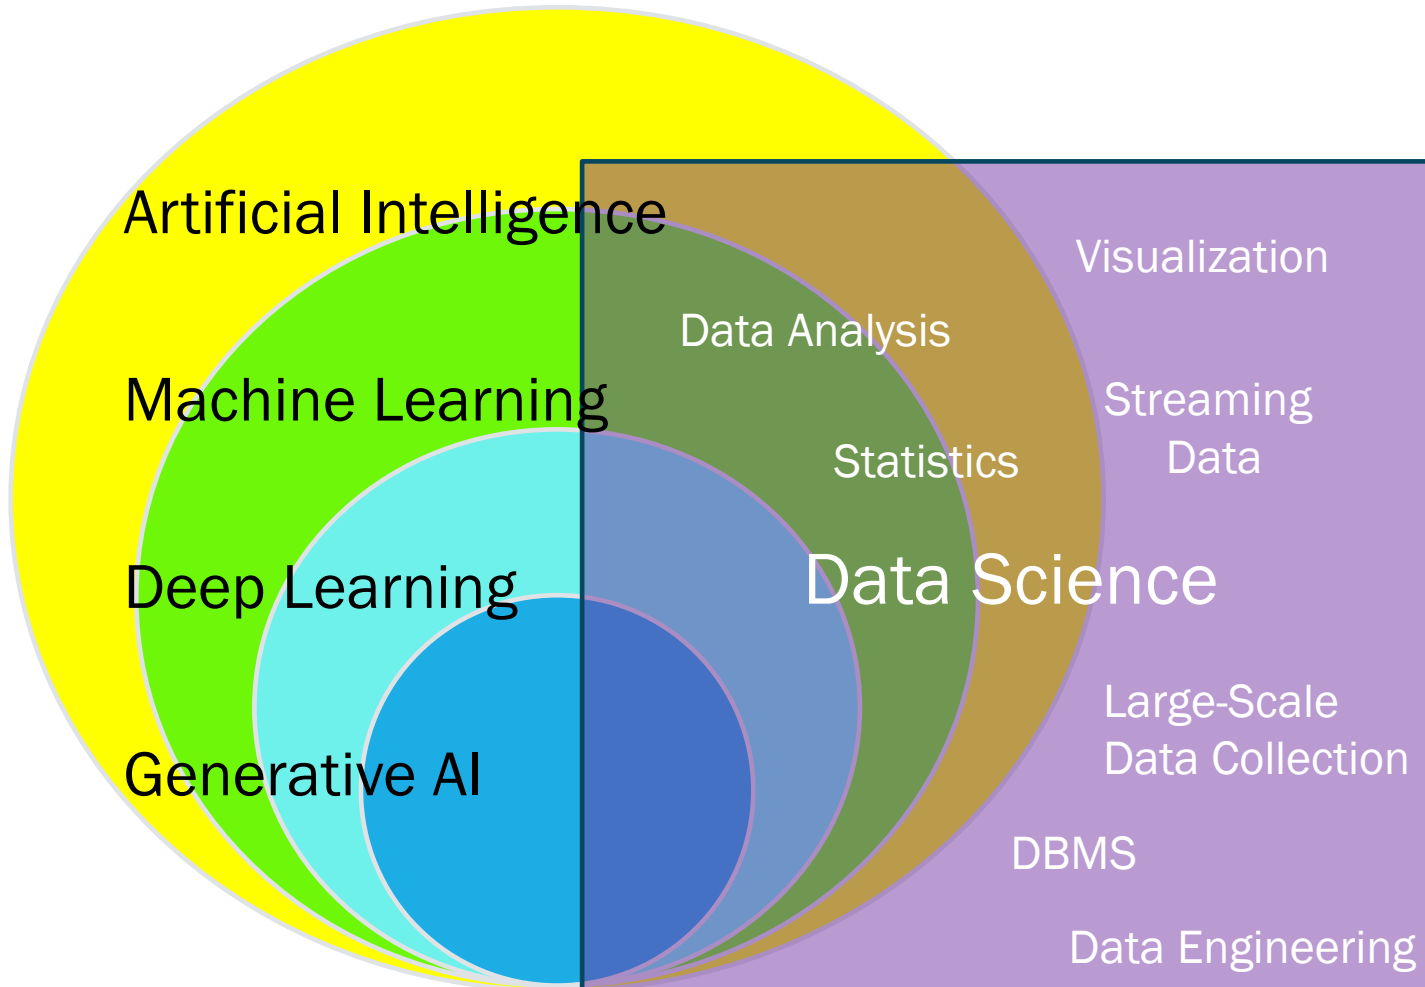 Artificial Intelligence
Visualization
Data Analysis
Machine Learning
Streaming
Data
Statistics
Deep Learning
Data Science
Large-Scale
Data Collection
Generative AI
DBMS
Data Engineering